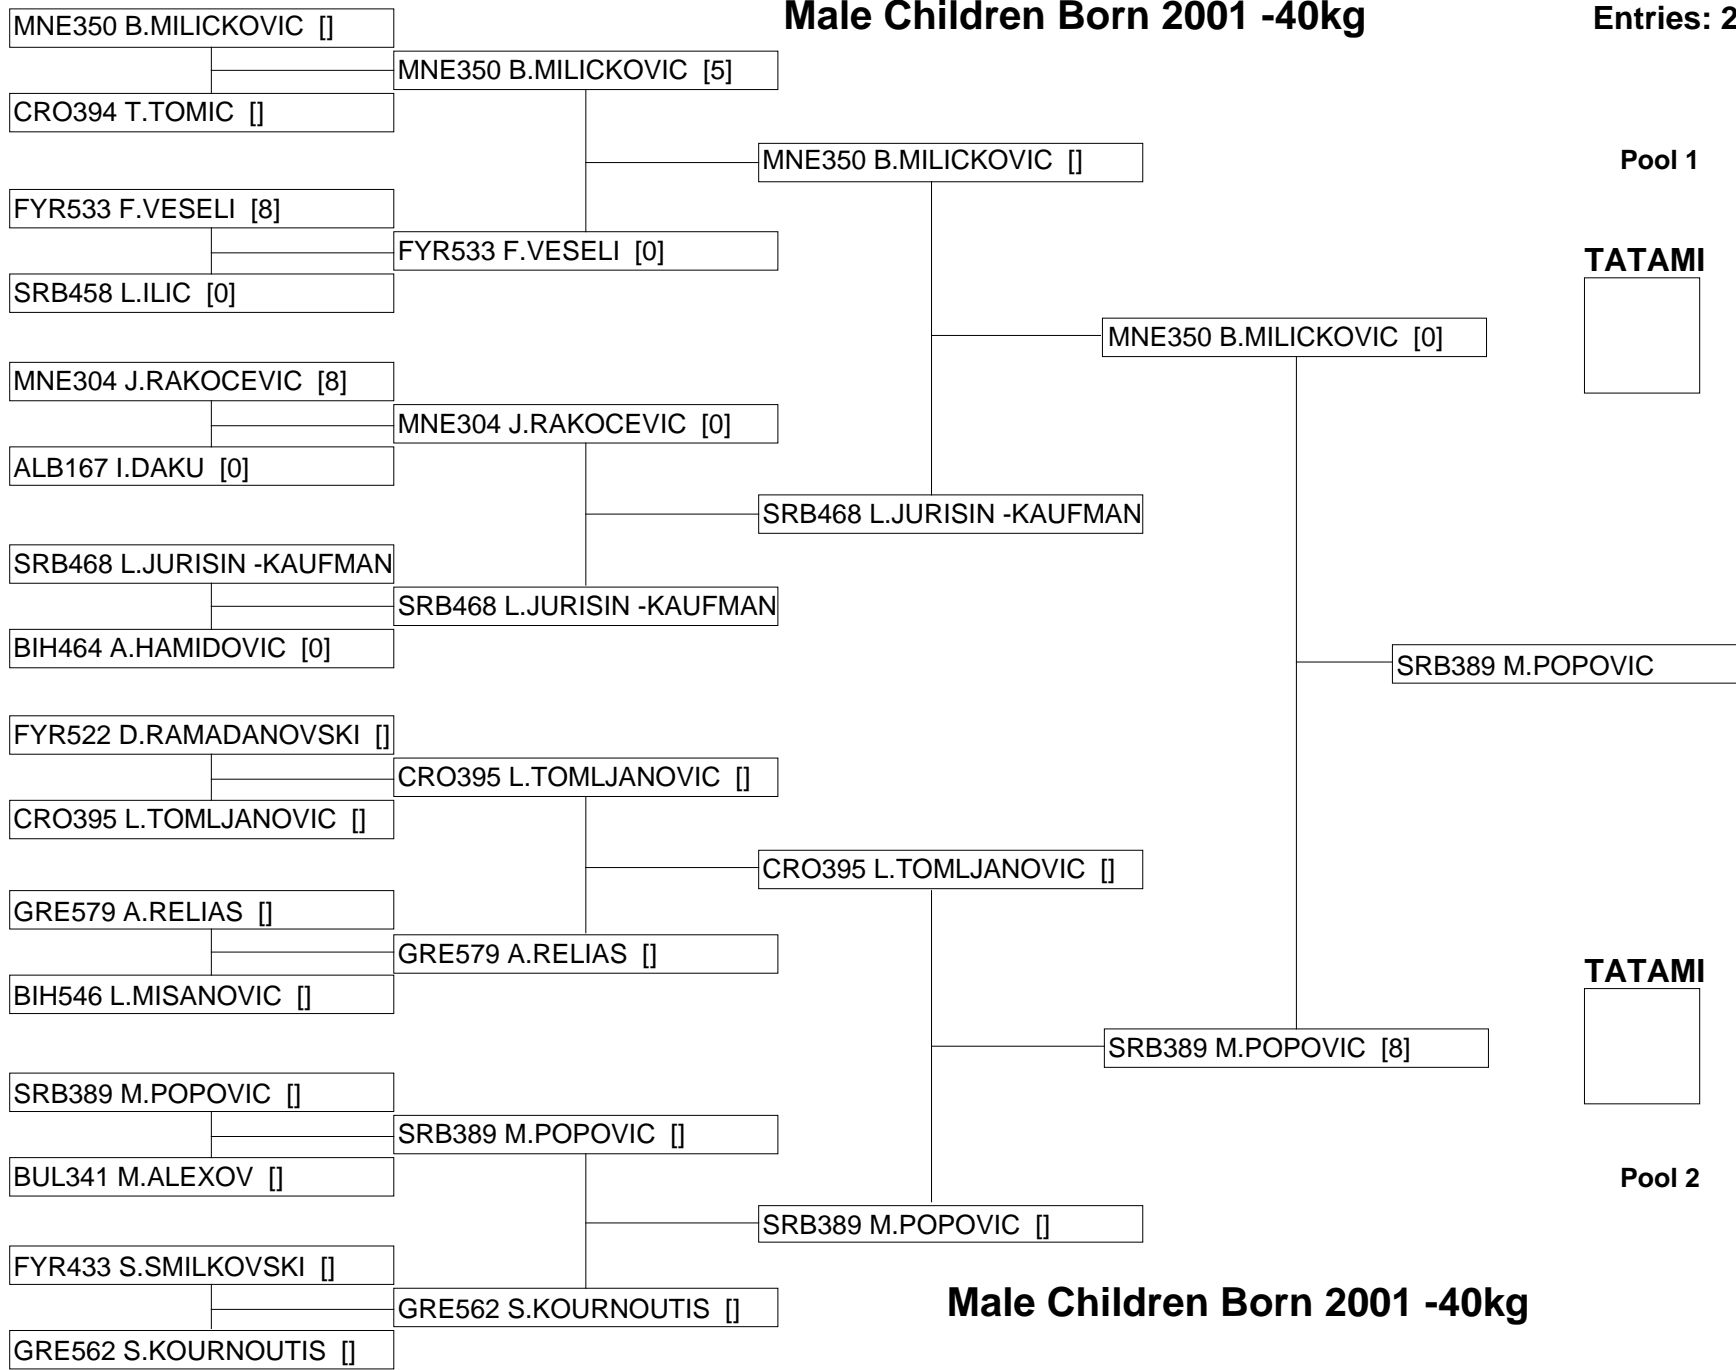 Male Children Born 2001 -40kg
Entries: 2
MNE350 B.MILICKOVIC []
CRO394 T.TOMIC []
FYR533 F.VESELI [8]
SRB458 L.ILIC [0]
MNE304 J.RAKOCEVIC [8]
ALB167 I.DAKU [0]
SRB468 L.JURISIN -KAUFMAN
BIH464 A.HAMIDOVIC [0]
FYR522 D.RAMADANOVSKI []
CRO395 L.TOMLJANOVIC []
GRE579 A.RELIAS []
BIH546 L.MISANOVIC []
SRB389 M.POPOVIC []
BUL341 M.ALEXOV []
FYR433 S.SMILKOVSKI []
GRE562 S.KOURNOUTIS []
MNE350 B.MILICKOVIC [5]
FYR533 F.VESELI [0]
MNE304 J.RAKOCEVIC [0]
SRB468 L.JURISIN -KAUFMAN
CRO395 L.TOMLJANOVIC []
GRE579 A.RELIAS []
SRB389 M.POPOVIC []
GRE562 S.KOURNOUTIS []
MNE350 B.MILICKOVIC []
SRB468 L.JURISIN -KAUFMAN
CRO395 L.TOMLJANOVIC []
SRB389 M.POPOVIC []
MNE350 B.MILICKOVIC [0]
SRB389 M.POPOVIC [8]
SRB389 M.POPOVIC
Pool 1
TATAMI
TATAMI
Pool 2
Male Children Born 2001 -40kg